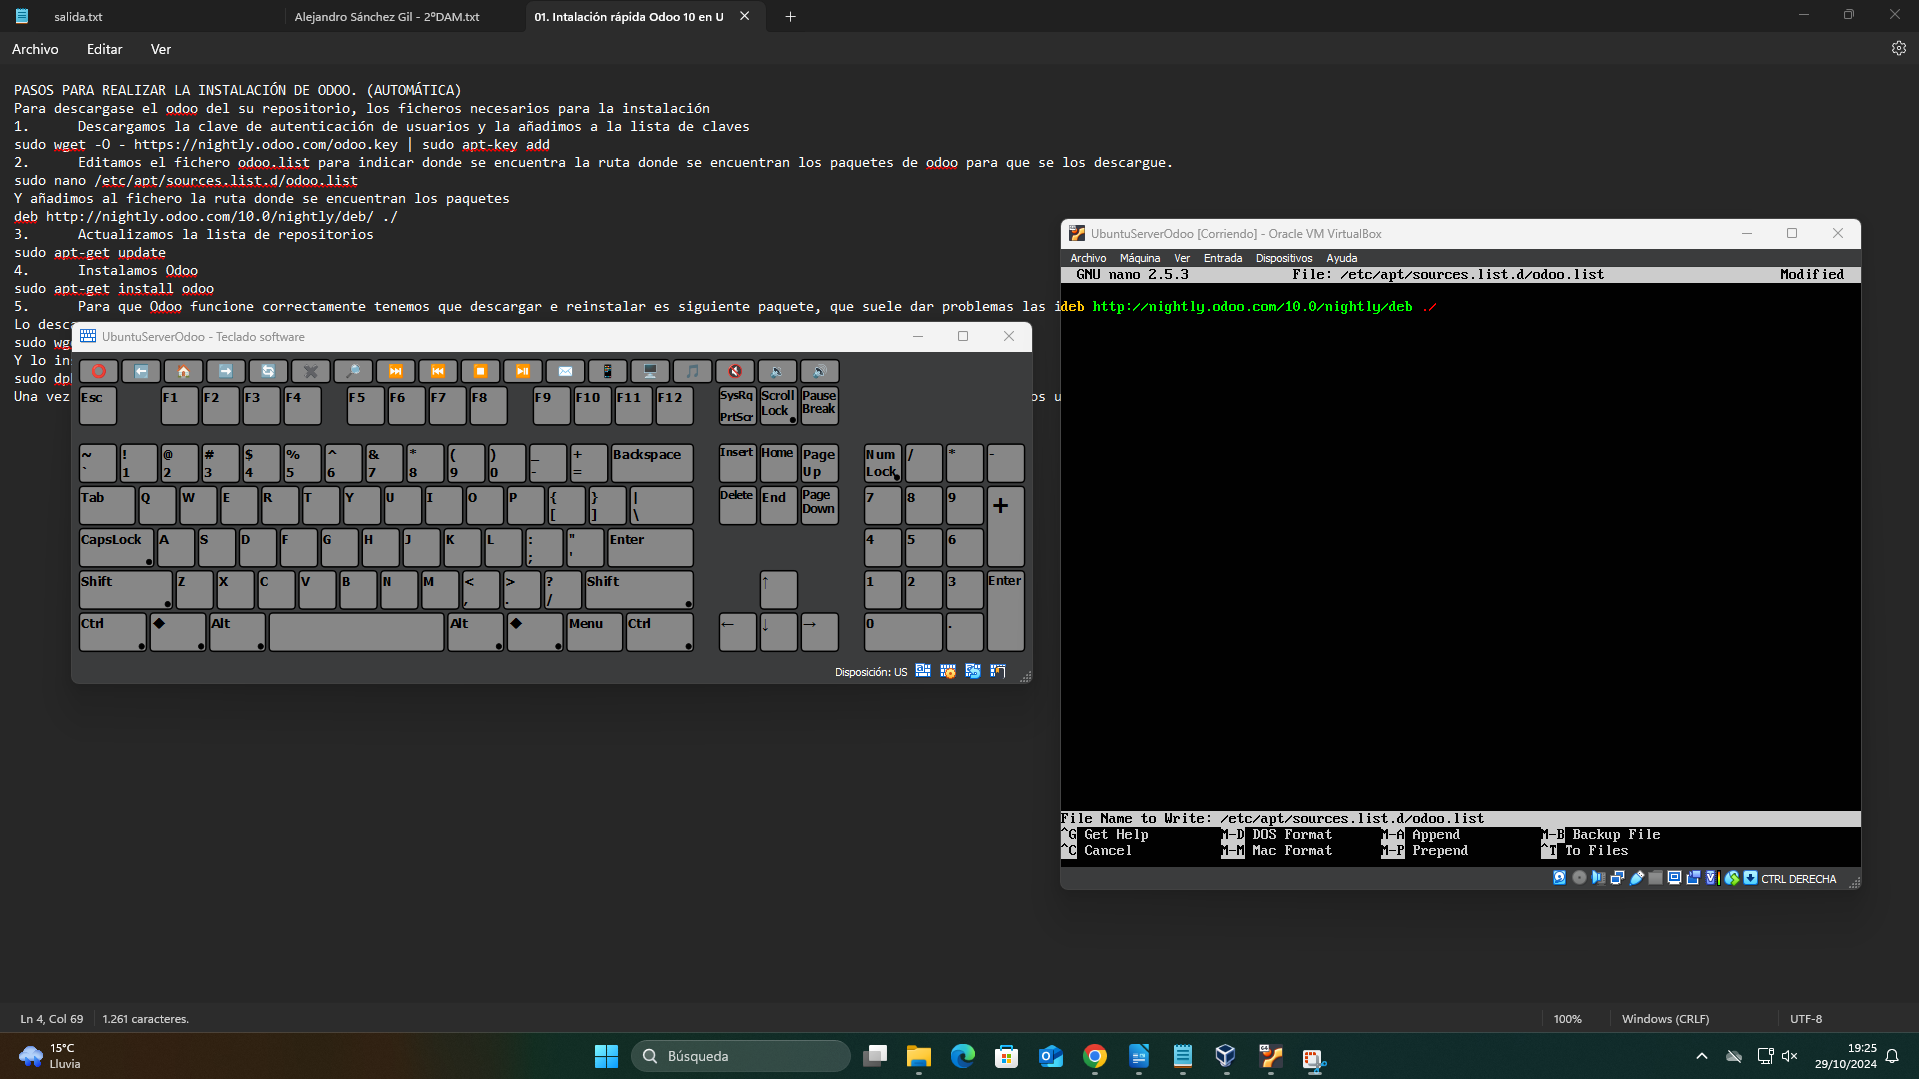 salida.txt
Alejandro Sánchez Gil - 2ºDAM.txt
01. Intalación rápida Odoo 10 en U
Archivo Editar Ver
PASOS PARA REALIZAR LA INSTALACIÓN DE ODOO. (AUTOMÁTICA)
Para descargase el odoo del su repositorio, los ficheros necesarios para la instalación
1. Descargamos la clave de autenticación de usuarios y la añadimos a la lista de claves
sudo wget -O - https://nightly.odoo.com/odoo.key | sudo apt-key add
2. Editamos el fichero odoo.list para indicar donde se encuentra la ruta donde se encuentran los paquetes de odoo para que se los descargue.
sudo nano /etc/apt/sources.list.d/odoo.list
Y añadimos al fichero la ruta donde se encuentran los paquetes
deb http://nightly.odoo.com/10.0/nightly/deb/ ./
3. Actualizamos la lista de repositorios
sudo apt-get update
4. Instalamos Odoo
sudo apt-get install odoo
5. Para que Odoo funcione correctamente tenemos que descargar e reinstalar es siguiente paquete, que suele dar problemas las i
Lo desc
sudo wg
Y lo in
sudo dp
Una vez
os u
UbuntuServerOdoo - Teclado software
Esc F1 F2 F3 F4 F5 F6 F7 F8 F9 F10 F11 F12 SysRq PrtScr Scroll Lock Pause Break
~ ` ! 1 @ 2 # 3 $ 4 % 5 ^ 6 & 7 * 8 ( 9 ) 0 _ - + = Backspace Insert Home Page Up Num Lock / * -
Tab Q W E R T Y U I O P { [ } ] | \ Delete End Page Down 7 8 9 +
CapsLock A S D F G H J K L : ; " ' Enter 4 5 6
Shift Z X C V B N M < , > . ? / Shift ↑ 1 2 3 Enter
Ctrl ◆ Alt Alt ◆ Menu Ctrl ← ↓ → 0 .
Disposición: US
UbuntuServerOdoo [Corriendo] - Oracle VM VirtualBox
Archivo Máquina Ver Entrada Dispositivos Ayuda
GNU nano 2.5.3 File: /etc/apt/sources.list.d/odoo.list Modified
deb http://nightly.odoo.com/10.0/nightly/deb ./
File Name to Write: /etc/apt/sources.list.d/odoo.list
^G Get Help M-D DOS Format M-A Append M-B Backup File
^C Cancel M-M Mac Format M-P Prepend ^T To Files
CTRL DERECHA
Ln 4, Col 69 1.261 caracteres. 100% Windows (CRLF) UTF-8
15°C
Lluvia
Búsqueda
19:25
29/10/2024